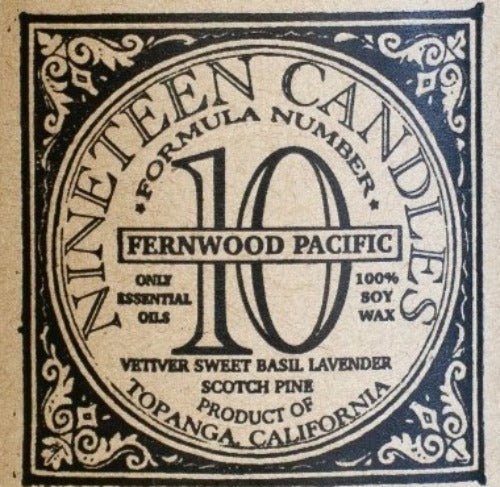 NINETEEN CANDLES
★FORMULA NUMBER★
10
FERNWOOD PACIFIC
ONLY
ESSENTIAL
OILS
100%
SOY
WAX
VETIVER SWEET BASIL LAVENDER
SCOTCH PINE
PRODUCT OF
TOPANGA, CALIFORNIA